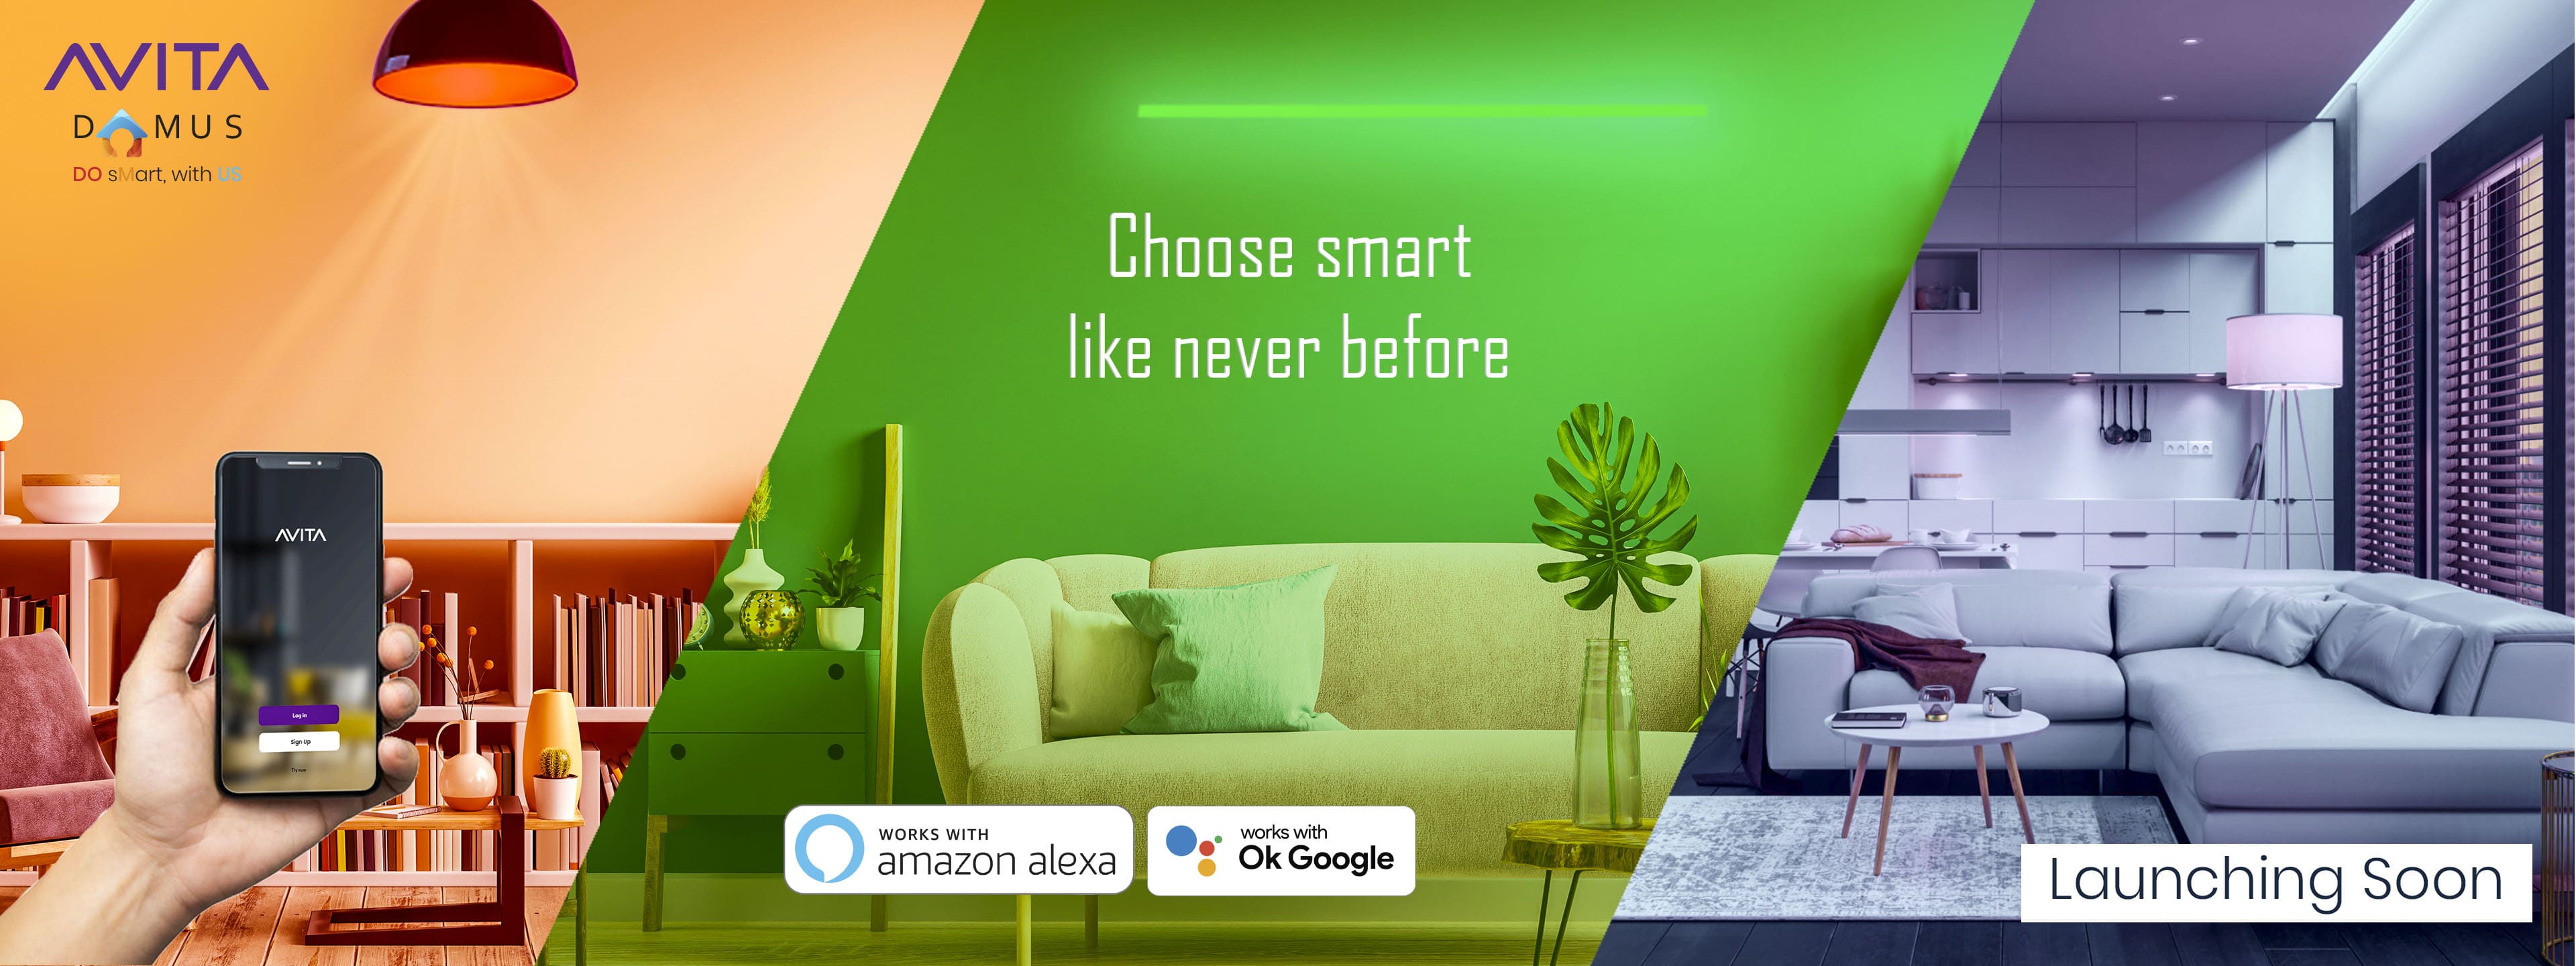 AVITA
DOMUS
DO sMart, with US
Choose smart
like never before
AVITA
Log in
Sign Up
Try now
WORKS WITH
amazon alexa
works with
Ok Google
Launching Soon